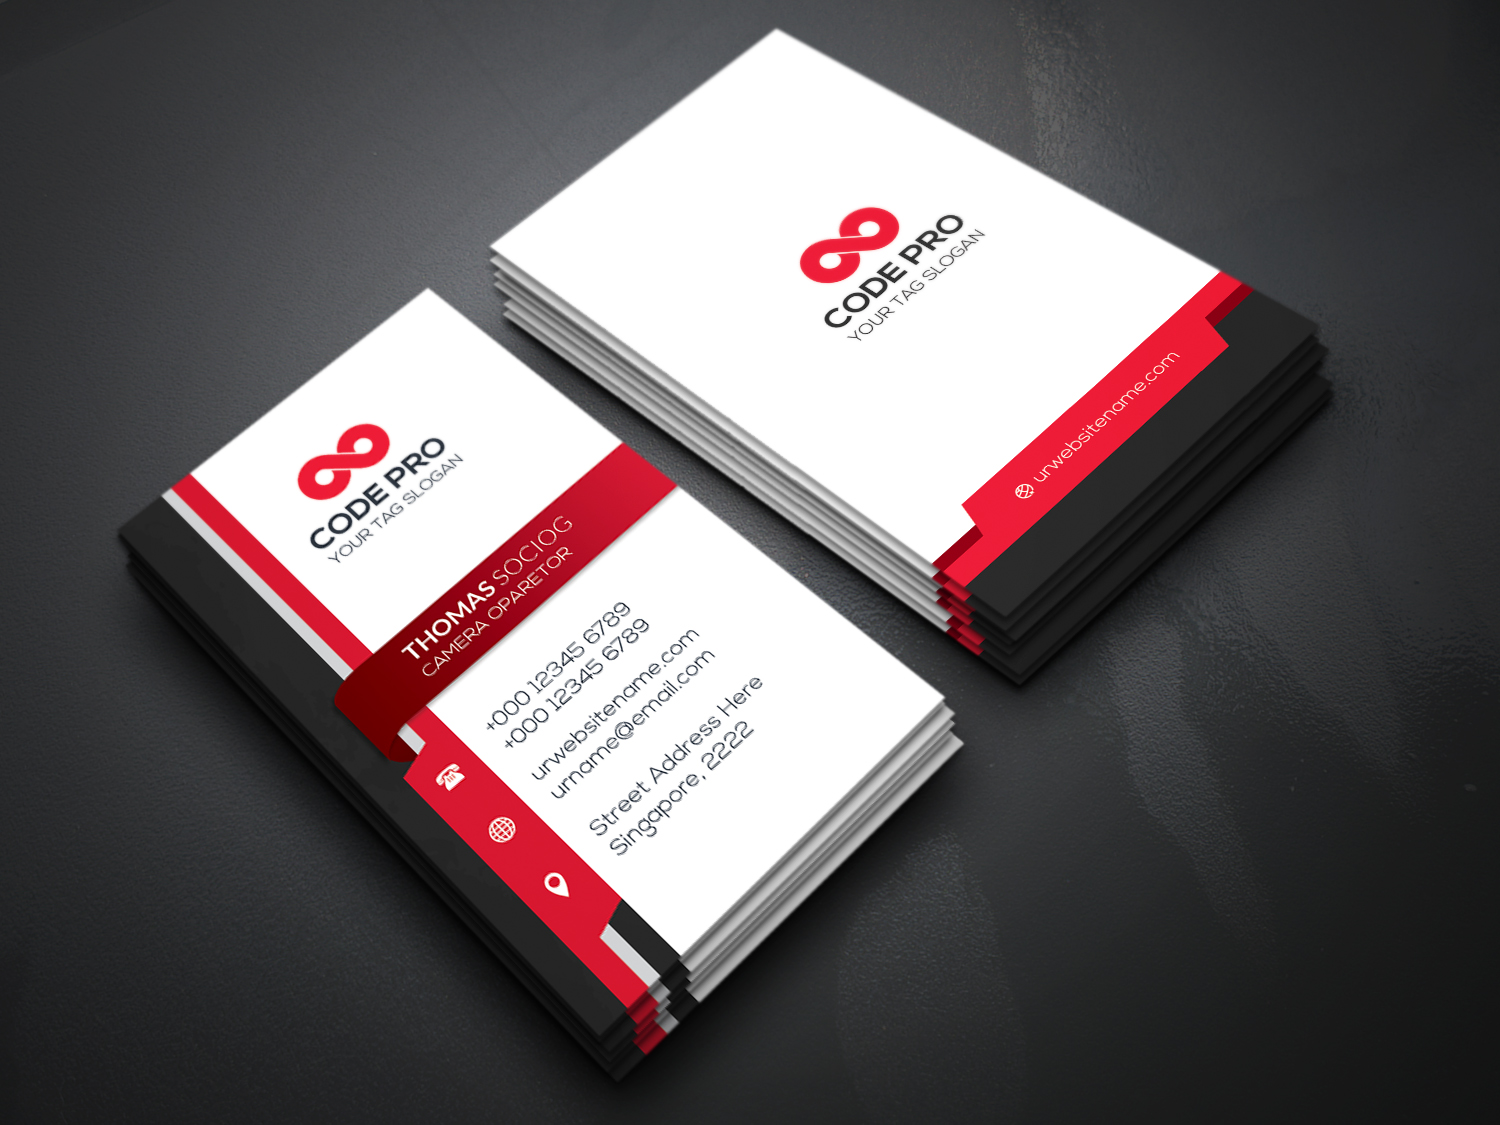 CODE PRO
YOUR TAG SLOGAN
THOMAS SOCIOG
CAMERA OPARETOR
+000 12345 6789
+000 12345 6789
urwebsitename.com
urname@email.com
Street Address Here
Singapore, 2222
CODE PRO
YOUR TAG SLOGAN
urwebsitename.com